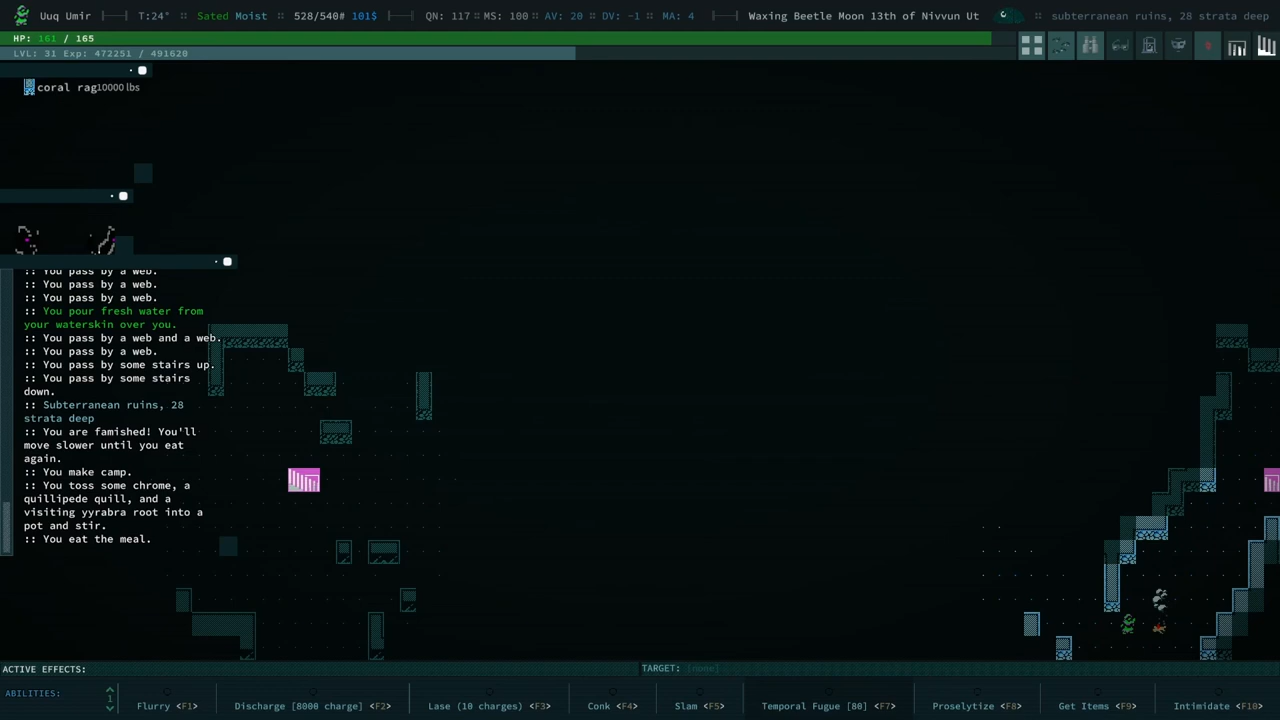 Uuq Umir T:24° Sated Moist 528/540# 101$ QN: 117 MS: 100 AV: 20 DV: -1 MA: 4 Waxing Beetle Moon 13th of Nivvun Ut subterranean ruins, 28 strata deep
HP: 161 / 165
LVL: 31 Exp: 472251 / 491620
coral rag 10000 lbs
:: You pass by a web.
:: You pass by a web.
:: You pass by a web.
:: You pour fresh water from
your waterskin over you.
:: You pass by a web and a web.
:: You pass by a web.
:: You pass by some stairs up.
:: You pass by some stairs
down.
:: Subterranean ruins, 28
strata deep
:: You are famished! You'll
move slower until you eat
again.
:: You make camp.
:: You toss some chrome, a
quillipede quill, and a
visiting yyrabra root into a
pot and stir.
:: You eat the meal.
ACTIVE EFFECTS: TARGET: [none]
ABILITIES: 1 Flurry <F1> Discharge [8000 charge] <F2> Lase (10 charges) <F3> Conk <F4> Slam <F5> Temporal Fugue [80] <F7> Proselytize <F8> Get Items <F9> Intimidate <F10>